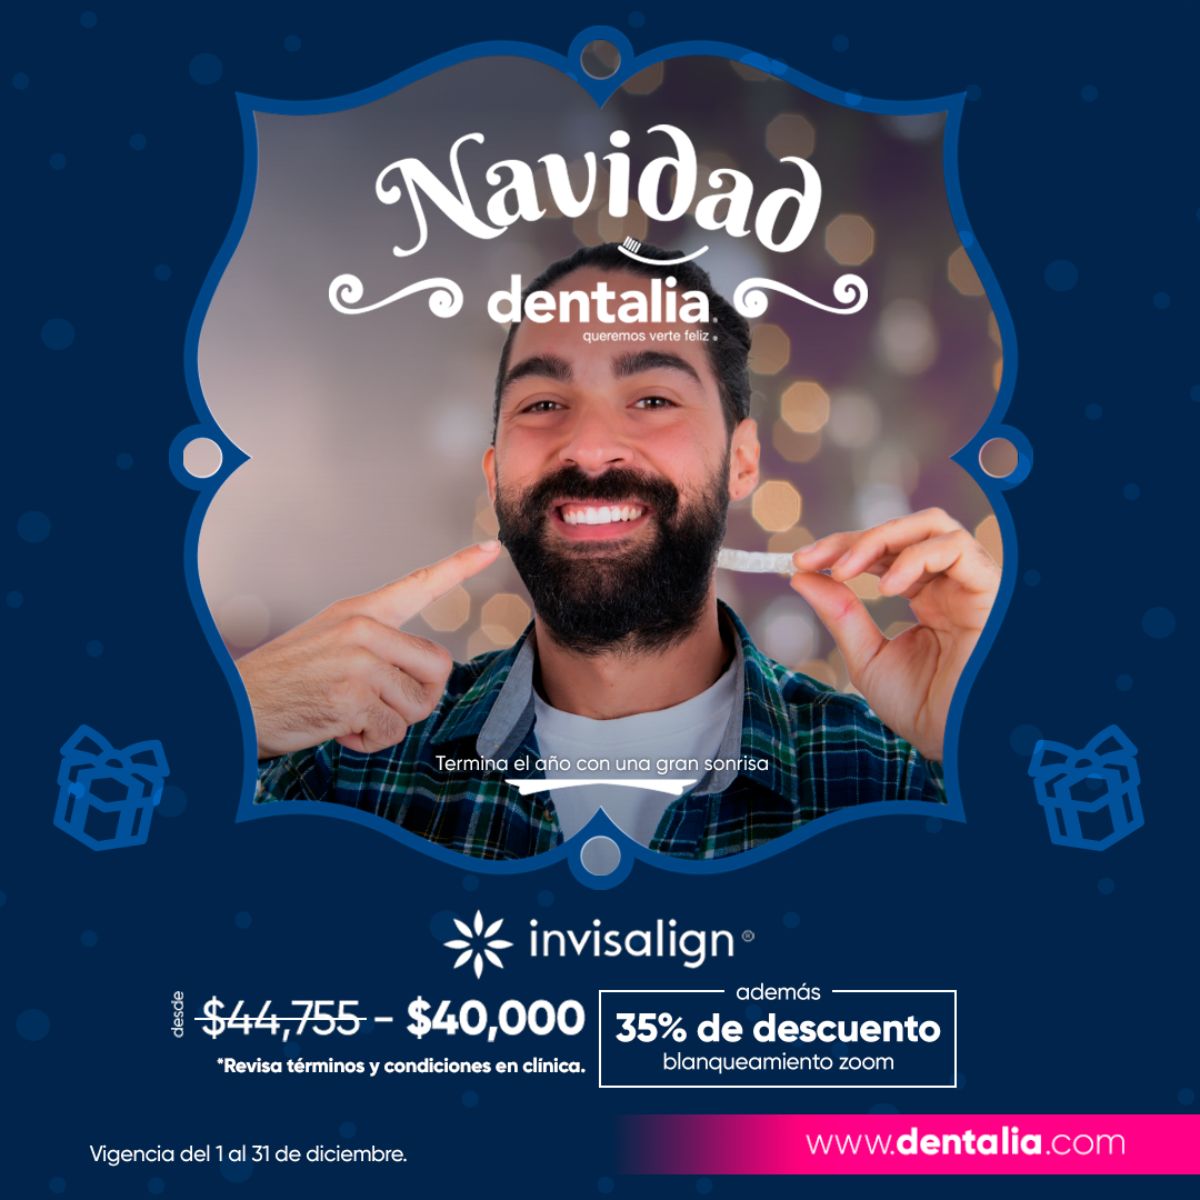 Navidad
dentalia®
queremos verte feliz®
Termina el año con una gran sonrisa
invisalign®
desde $44,755 - $40,000
*Revisa términos y condiciones en clínica.
además
35% de descuento
blanqueamiento zoom
Vigencia del 1 al 31 de diciembre.
www.dentalia.com